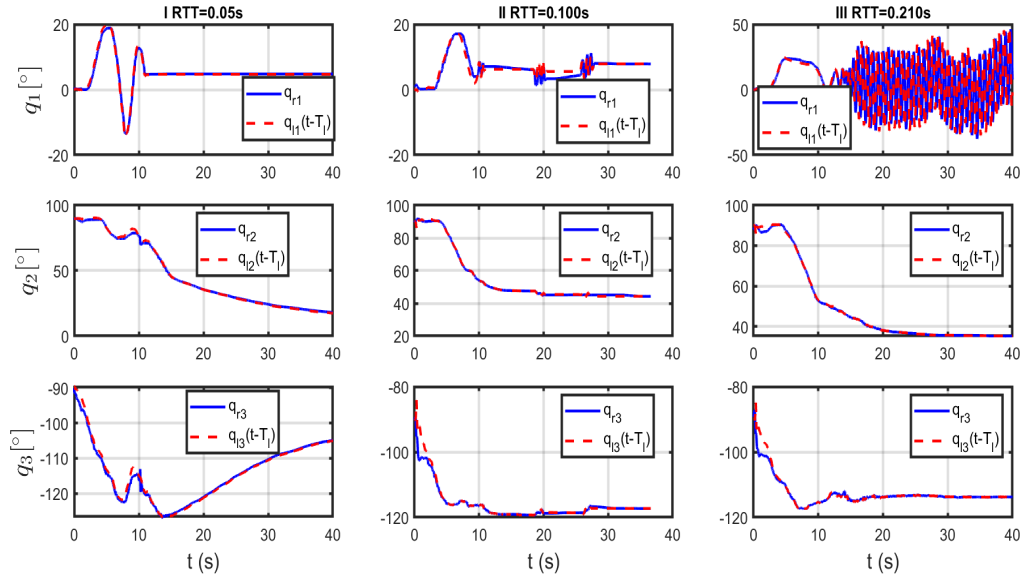 I RTT=0.05s
II RTT=0.100s
III RTT=0.210s
q1[°]
20
0
-20
0 10 20 30 40
q_r1
q_l1(t-T_l)
20
0
-20
0 10 20 30 40
q_r1
q_l1(t-T_l)
50
0
-50
0 10 20 30 40
q_r1
q_l1(t-T_l)
q2[°]
100
50
0
0 10 20 30 40
q_r2
q_l2(t-T_l)
100
80
60
40
20
0 10 20 30 40
q_r2
q_l2(t-T_l)
100
80
60
40
0 10 20 30 40
q_r2
q_l2(t-T_l)
q3[°]
-90
-100
-110
-120
0 10 20 30 40
q_r3
q_l3(t-T_l)
t (s)
-80
-100
-120
0 10 20 30 40
q_r3
q_l3(t-T_l)
t (s)
-80
-100
-120
0 10 20 30 40
q_r3
q_l3(t-T_l)
t (s)